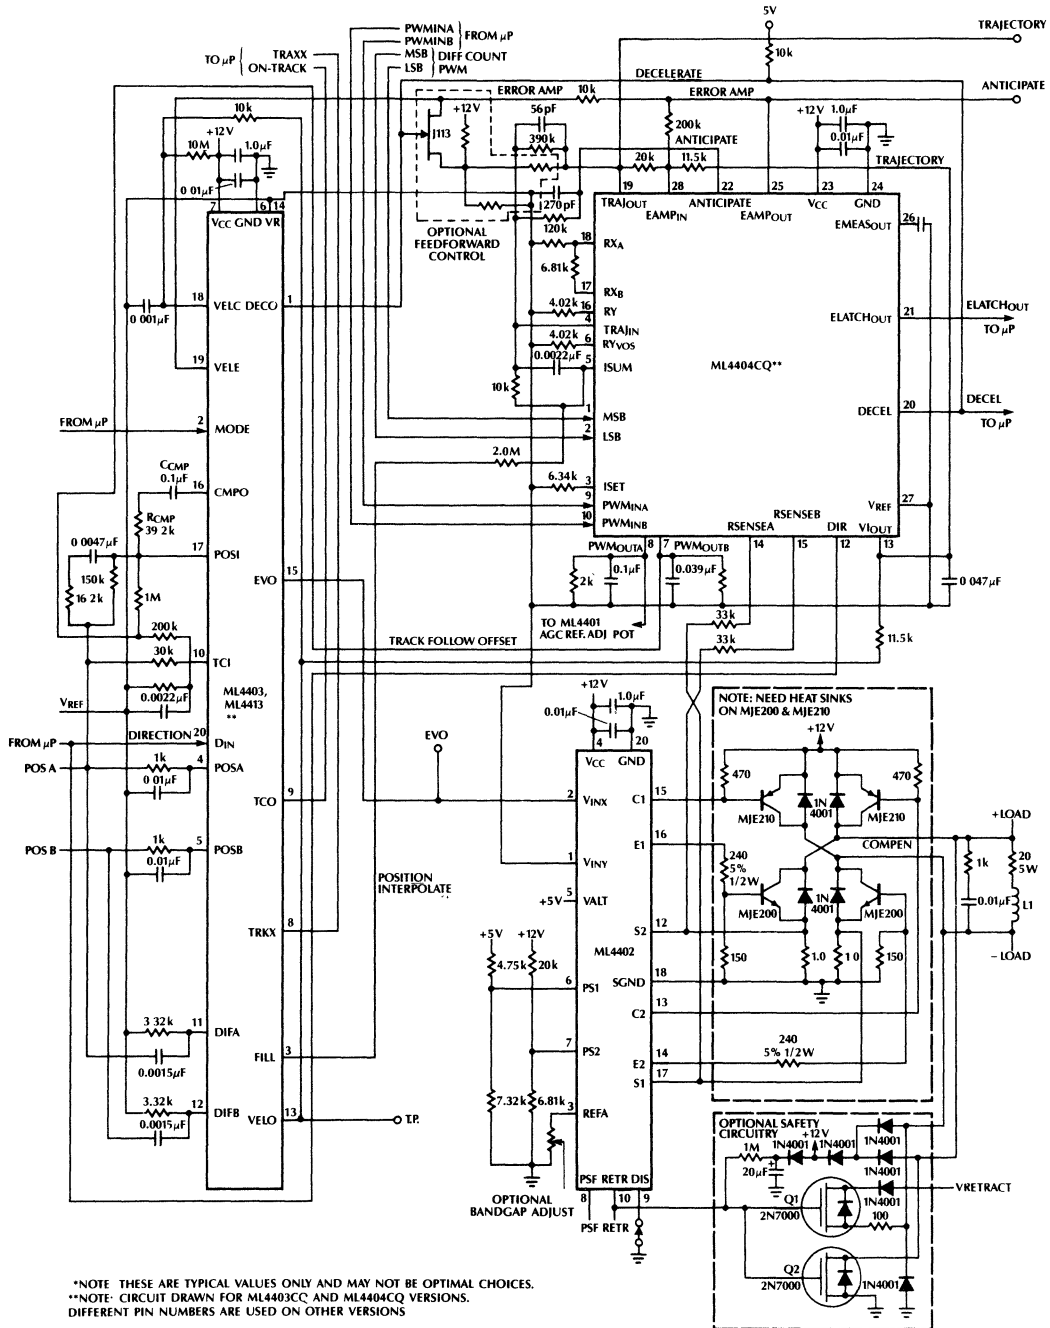 5V
PWMINA
PWMINB
FROM µP
TRAJECTORY
MSB
LSB
DIFF COUNT
PWM
TO µP
TRAXX
ON-TRACK
10k
DECELERATE
ANTICIPATE
ERROR AMP
10k
ERROR AMP
+12V
56pF
+12V
1.0µF
0.01µF
10k
+12V
1.0µF
10M
0 01µF
J113
390k
200k
ANTICIPATE
20k
11.5k
TRAJECTORY
7
6
14
VCC GND VR
270pF
120k
OPTIONAL
FEEDFORWARD
CONTROL
19
28
22
25
23
24
TRAJOUT
EAMPIN
ANTICIPATE
EAMPOUT
VCC
GND
26
EMEASOUT
18
RXA
6.81k
17
RXB
16
RY
4.02k
4
TRAJIN
4.02k
6
RYVOS
0.0022µF
5
ISUM
10k
ML4404CQ**
ELATCHOUT
21
ELATCHOUT
TO µP
DECEL
20
DECEL
TO µP
1
MSB
2
LSB
18
VELC
DECO
1
0 001µF
19
VELE
FROM µP
2
MODE
CCMP
0.1µF
16
CMPO
RCMP
39 2k
2.0M
6.34k
3
ISET
9
PWMINA
10
PWMINB
VREF
27
RSENSEB
RSENSEA
DIR
VIOUT
PWMOUTA
8
7
PWMOUTB
14
15
12
13
0 0047µF
17
POSI
150k
16 2k
1M
EVO
15
2k
0.1µF
0.039µF
0 047µF
TO ML4401
AGC REF. ADJ POT
33k
33k
11.5k
TRACK FOLLOW OFFSET
200k
30k
10
TCI
0.0022µF
VREF
ML4403,
ML4413
**
FROM µP
DIRECTION
20
DIN
POS A
1k
4
POSA
0 01µF
TCO
9
POS B
1k
5
POSB
0.01µF
EVO
+12V
1.0µF
0.01µF
4
20
VCC
GND
2
VINX
1
VINY
+5V
5
VALT
ML4402
C1
15
E1
16
S2
12
SGND
18
C2
13
E2
14
S1
17
POSITION
INTERPOLATE
TRKX
8
+5V
+12V
4.75k
20k
6
PS1
7
PS2
7.32k
6.81k
3
REFA
PSF RETR DIS
8
10
9
PSF RETR
OPTIONAL
BANDGAP ADJUST
3 32k
11
DIFA
0.0015µF
FILL
3
3.32k
12
DIFB
0.0015µF
VELO
13
T.P.
NOTE: NEED HEAT SINKS
ON MJE200 & MJE210
+12V
470
470
MJE210
1N
4001
MJE210
COMPEN
240
5%
1/2W
MJE200
1N
4001
MJE200
150
1.0
1 0
150
240
5% 1/2W
+LOAD
1k
20
5W
0.01µF
L1
– LOAD
OPTIONAL SAFETY
CIRCUITRY
+12V
1M
1N4001
1N4001
1N4001
1N4001
20µF
+
Q1
2N7000
1N4001
100
VRETRACT
Q2
2N7000
1N4001
*NOTE THESE ARE TYPICAL VALUES ONLY AND MAY NOT BE OPTIMAL CHOICES.
**NOTE· CIRCUIT DRAWN FOR ML4403CQ AND ML4404CQ VERSIONS.
DIFFERENT PIN NUMBERS ARE USED ON OTHER VERSIONS